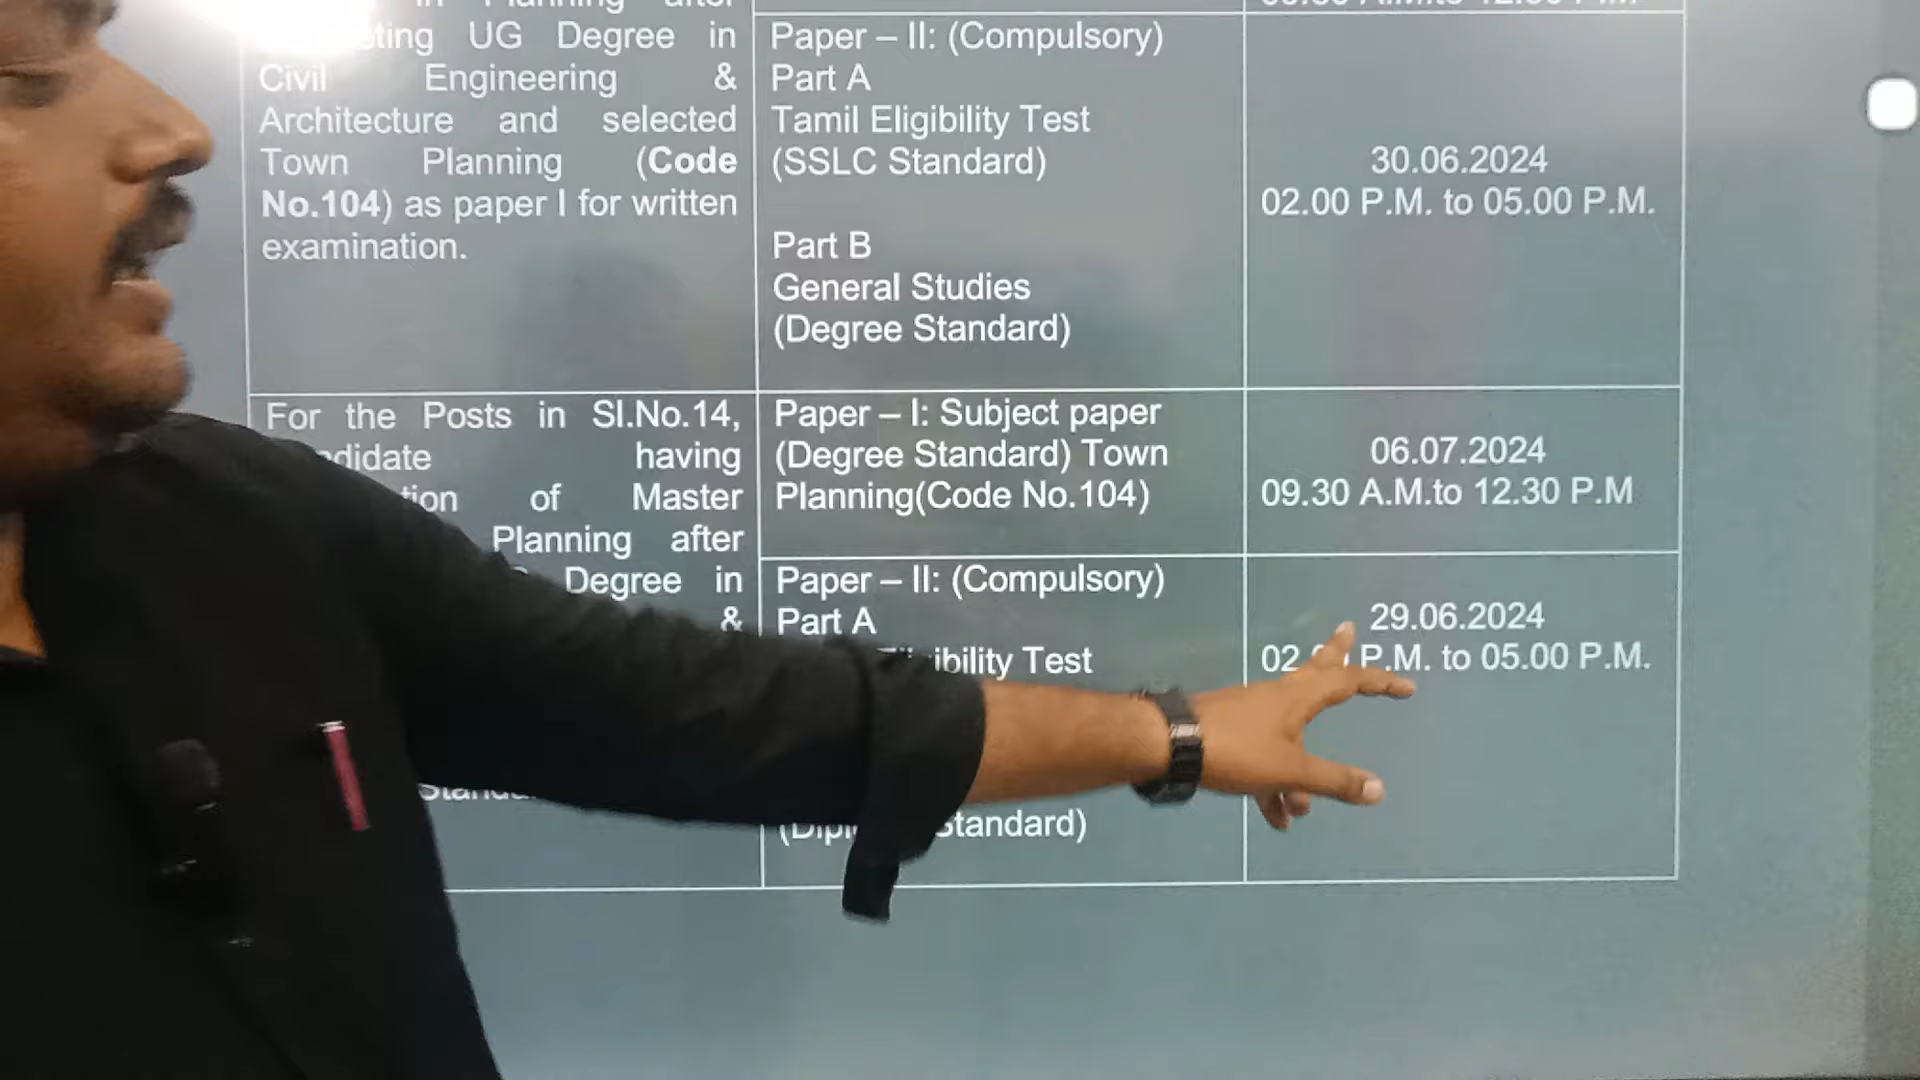 in Planning after
UG Degree in
Civil Engineering &
Architecture and selected
Town Planning (Code
No.104) as paper I for written
examination.
Paper – II: (Compulsory)
Part A
Tamil Eligibility Test
(SSLC Standard)
Part B
General Studies
(Degree Standard)
30.06.2024
02.00 P.M. to 05.00 P.M.
For the Posts in Sl.No.14,
having
of Master
Planning after
Degree in
&
Paper – I: Subject paper
(Degree Standard) Town
Planning(Code No.104)
06.07.2024
09.30 A.M.to 12.30 P.M
Paper – II: (Compulsory)
Part A
Test
Standard)
29.06.2024
P.M. to 05.00 P.M.